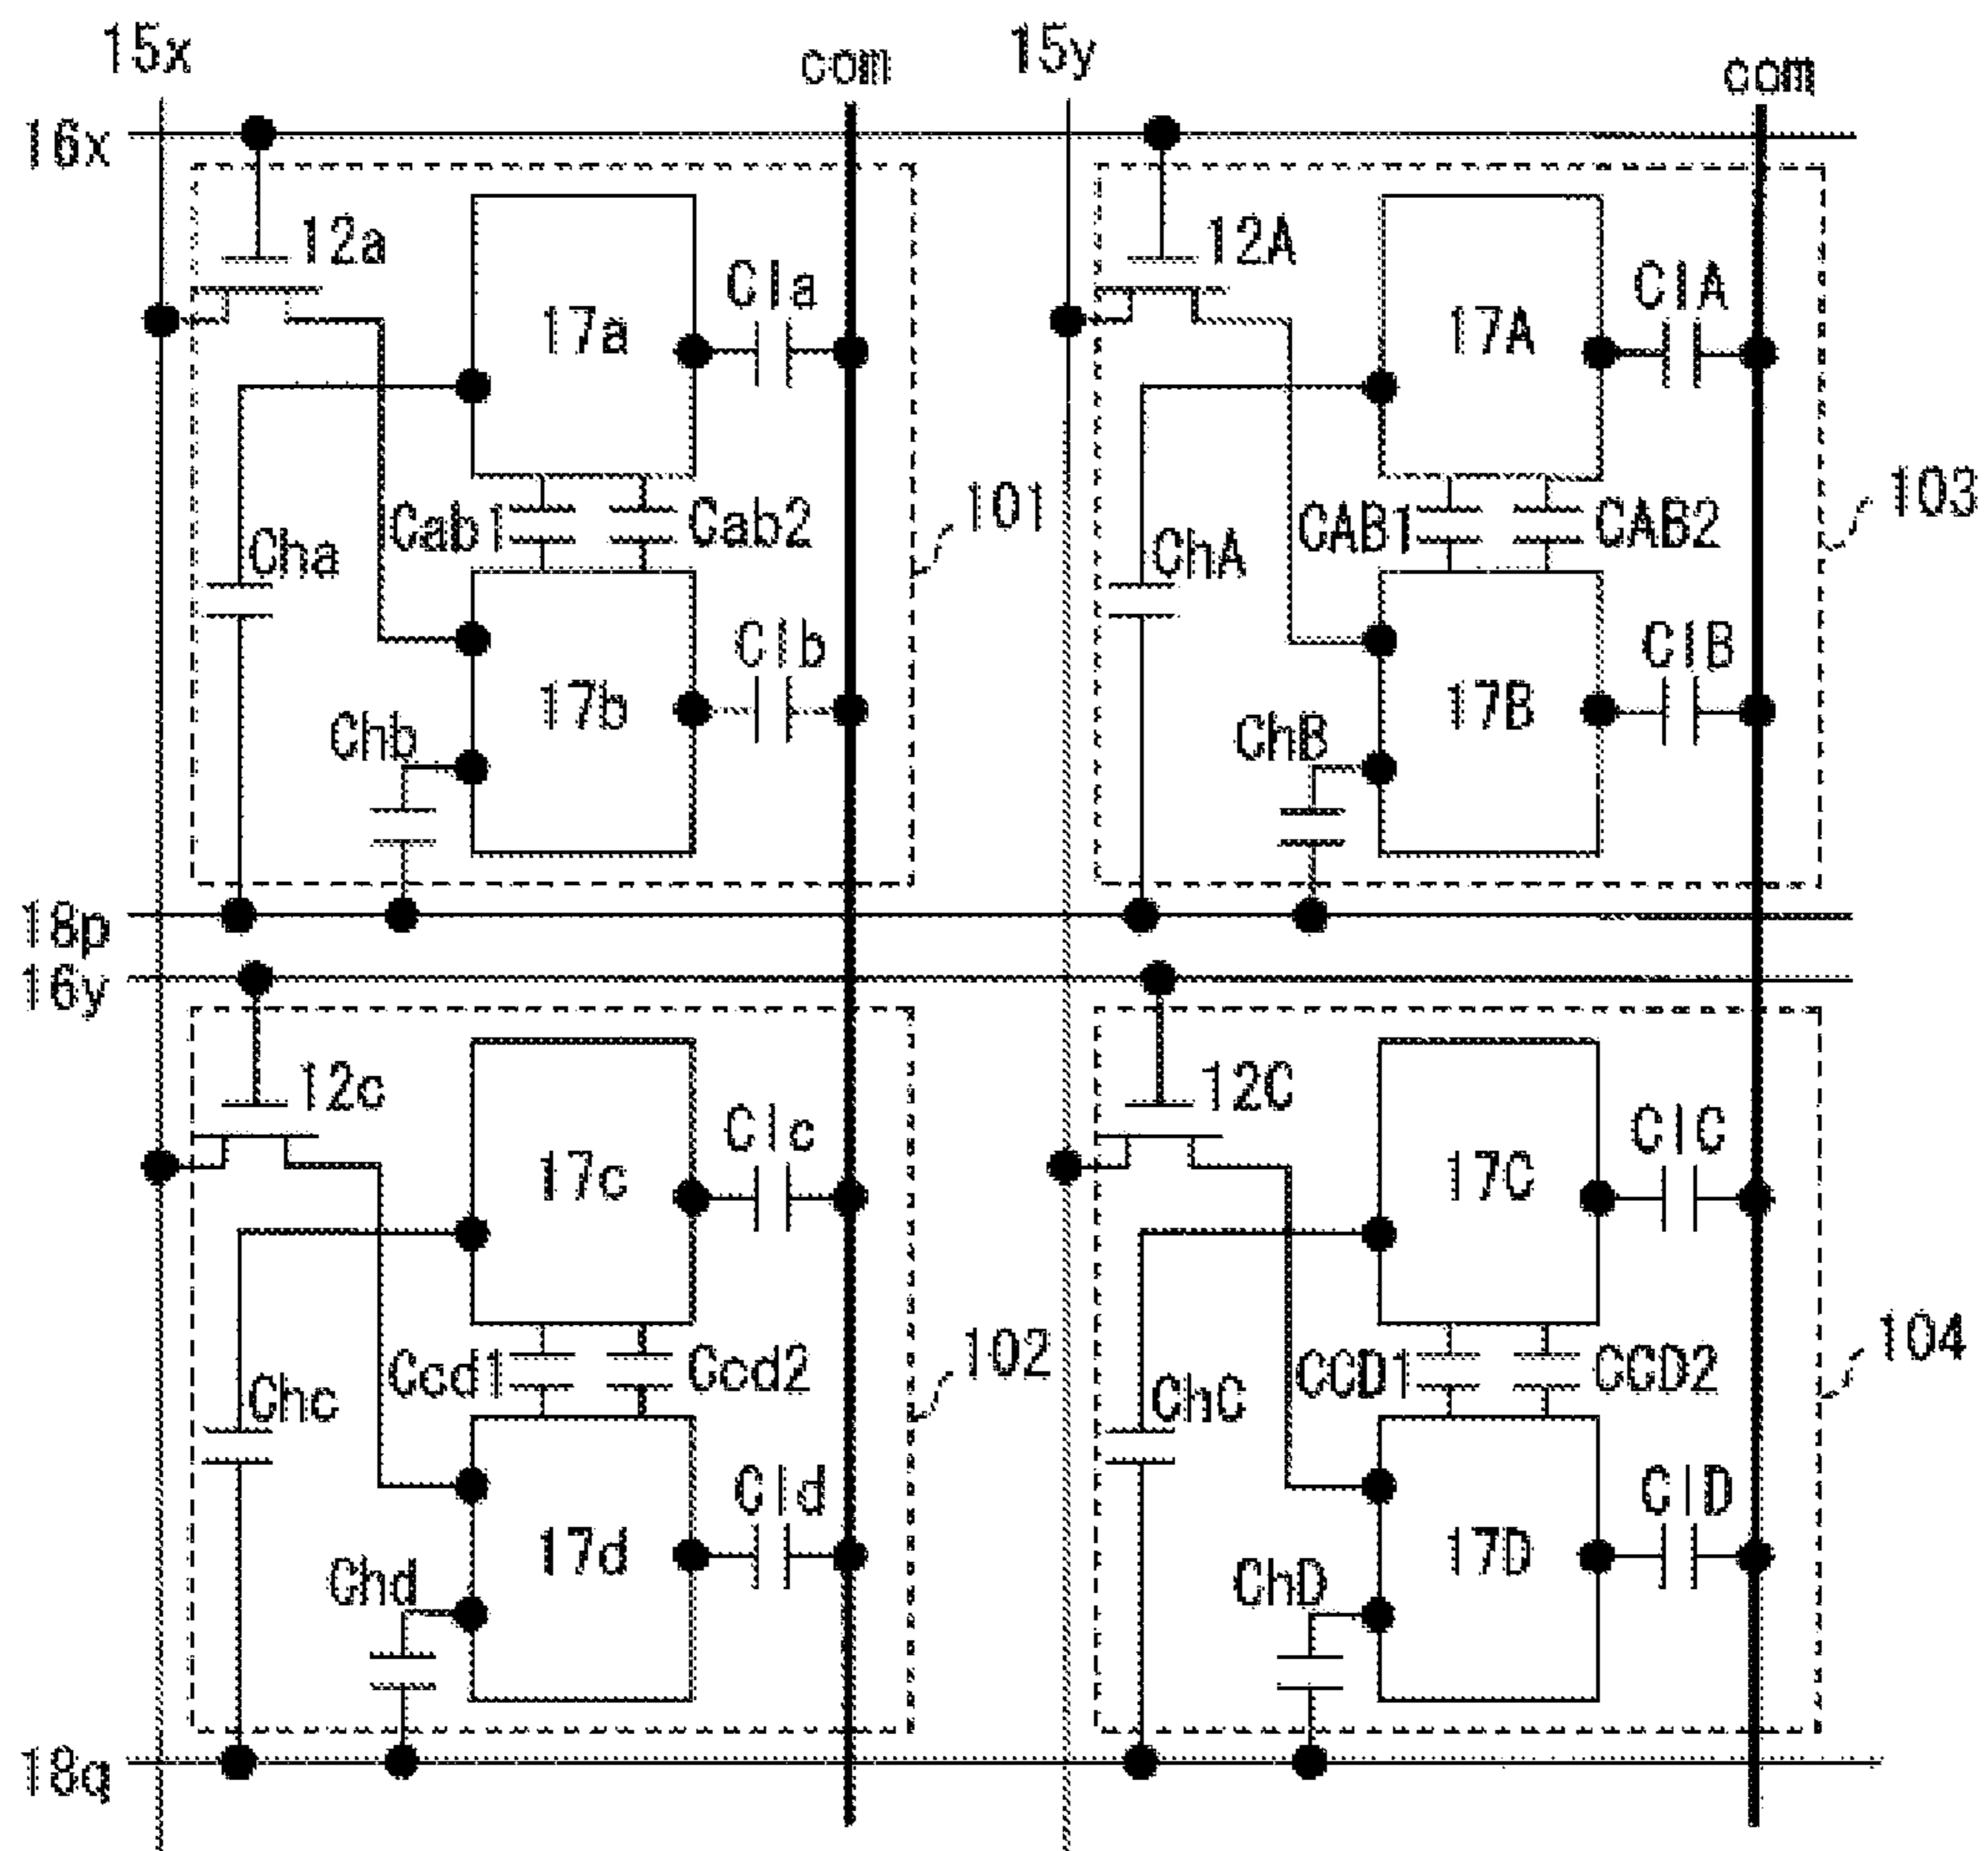 15x com 15y com
16x
12a 12A
Cla ClA
17a 17A
Cab1 Cab2 101 CAB1 CAB2 103
Cha ChA
Clb ClB
17b 17B
Chb ChB
18p
16y
12c 12C
Clc ClC
17c 17C
Ccd1 Ccd2 102 CCD1 CCD2 104
Chc ChC
Cld ClD
17d 17D
Chd ChD
18q